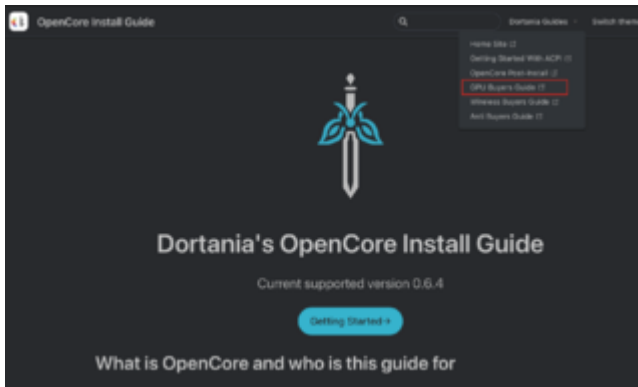 OpenCore Install Guide
Dortania Guides
Switch theme
Home Site
Getting Started With ACPI
OpenCore Post-Install
GPU Buyers Guide
Wireless Buyers Guide
Anti Buyers Guide
Dortania's OpenCore Install Guide
Current supported version 0.6.4
Getting Started →
What is OpenCore and who is this guide for